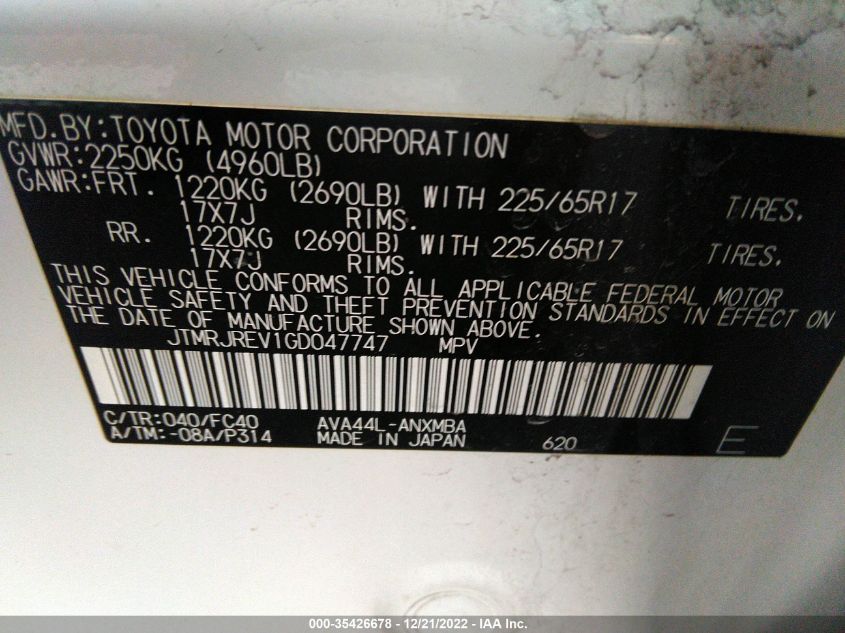 MFD.BY:TOYOTA MOTOR CORPORATION
GVWR:2250KG (4960LB)
GAWR:FRT. 1220KG (2690LB) WITH 225/65R17 TIRES.
17X7J RIMS.
RR. 1220KG (2690LB) WITH 225/65R17 TIRES.
17X7J RIMS.
THIS VEHICLE CONFORMS TO ALL APPLICABLE FEDERAL MOTOR
VEHICLE SAFETY AND THEFT PREVENTION STANDARDS IN EFFECT ON
THE DATE OF MANUFACTURE SHOWN ABOVE.
JTMRJREV1GD047747 MPV
C/TR:040/FC40 AVA44L-ANXMBA
A/TM:-08A/P314 MADE IN JAPAN 620 E
000-35426678 - 12/21/2022 - IAA Inc.